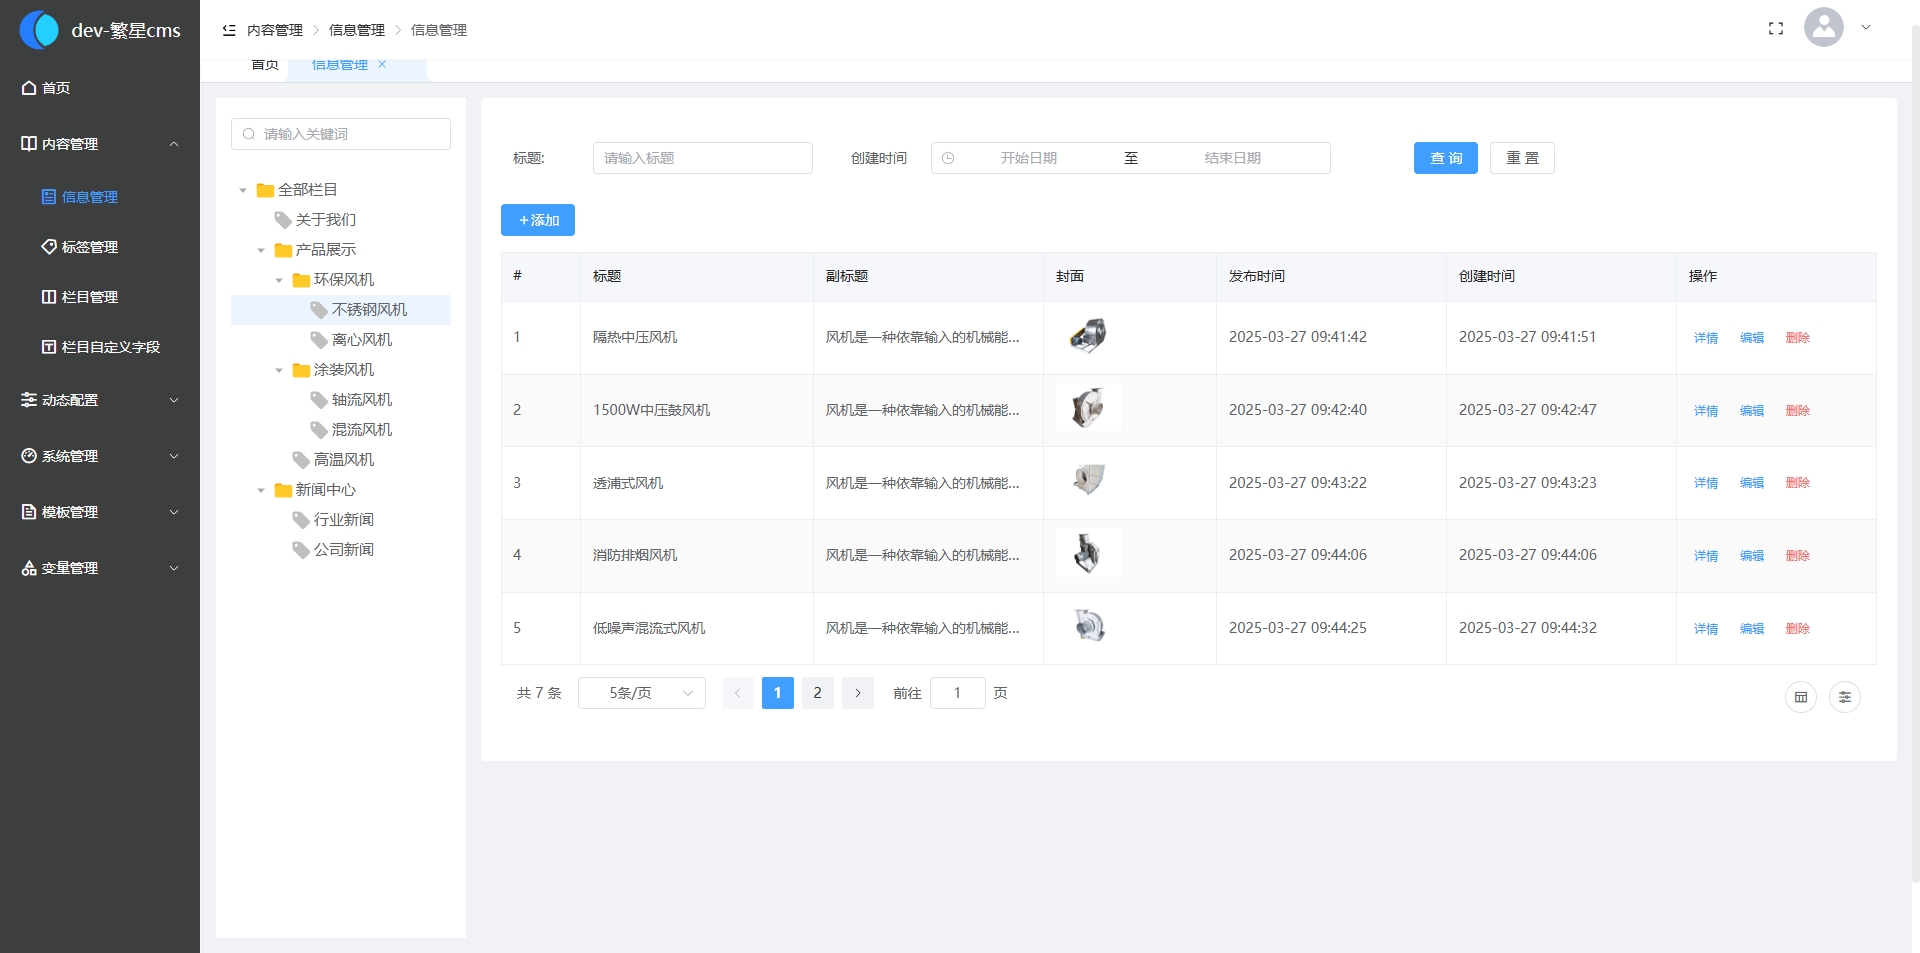 dev-繁星cms
首页
内容管理
信息管理
标签管理
栏目管理
栏目自定义字段
动态配置
系统管理
模板管理
变量管理
内容管理 > 信息管理 > 信息管理
首页 信息管理 ×
请输入关键词
全部栏目
关于我们
产品展示
环保风机
不锈钢风机
离心风机
涂装风机
轴流风机
混流风机
高温风机
新闻中心
行业新闻
公司新闻
标题: 请输入标题 创建时间 开始日期 至 结束日期 查 询 重 置
+添加
# 标题 副标题 封面 发布时间 创建时间 操作
1 隔热中压风机 风机是一种依靠输入的机械能... 2025-03-27 09:41:42 2025-03-27 09:41:51 详情 编辑 删除
2 1500W中压鼓风机 风机是一种依靠输入的机械能... 2025-03-27 09:42:40 2025-03-27 09:42:47 详情 编辑 删除
3 透浦式风机 风机是一种依靠输入的机械能... 2025-03-27 09:43:22 2025-03-27 09:43:23 详情 编辑 删除
4 消防排烟风机 风机是一种依靠输入的机械能... 2025-03-27 09:44:06 2025-03-27 09:44:06 详情 编辑 删除
5 低噪声混流式风机 风机是一种依靠输入的机械能... 2025-03-27 09:44:25 2025-03-27 09:44:32 详情 编辑 删除
共 7 条 5条/页 < 1 2 > 前往 1 页